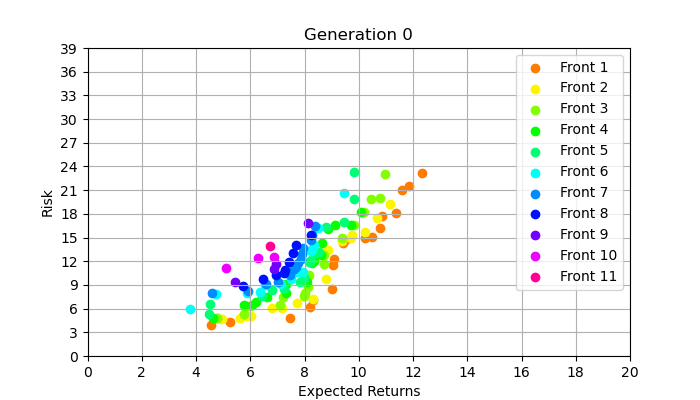 Generation 0
39
36
33
30
27
24
21
18
15
12
9
6
3
0
Risk
0 2 4 6 8 10 12 14 16 18 20
Expected Returns
Front 1
Front 2
Front 3
Front 4
Front 5
Front 6
Front 7
Front 8
Front 9
Front 10
Front 11